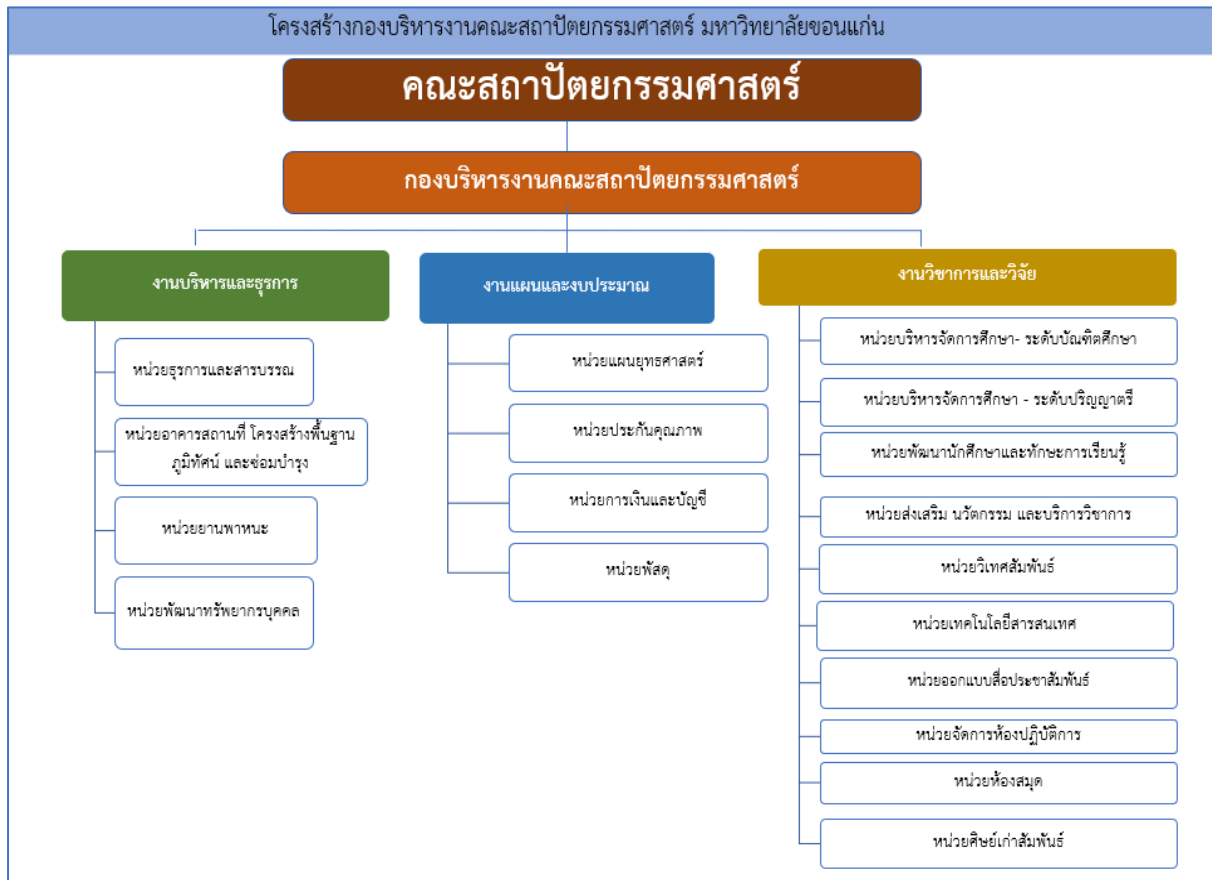 โครงสร้างกองบริหารงานคณะสถาปัตยกรรมศาสตร์ มหาวิทยาลัยขอนแก่น
คณะสถาปัตยกรรมศาสตร์
กองบริหารงานคณะสถาปัตยกรรมศาสตร์
งานบริหารและธุรการ
หน่วยธุรการและสารบรรณ
หน่วยอาคารสถานที่ โครงสร้างพื้นฐาน
ภูมิทัศน์ และซ่อมบำรุง
หน่วยยานพาหนะ
หน่วยพัฒนาทรัพยากรบุคคล
งานแผนและงบประมาณ
หน่วยแผนยุทธศาสตร์
หน่วยประกันคุณภาพ
หน่วยการเงินและบัญชี
หน่วยพัสดุ
งานวิชาการและวิจัย
หน่วยบริหารจัดการศึกษา- ระดับบัณฑิตศึกษา
หน่วยบริหารจัดการศึกษา - ระดับปริญญาตรี
หน่วยพัฒนานักศึกษาและทักษะการเรียนรู้
หน่วยส่งเสริม นวัตกรรม และบริการวิชาการ
หน่วยวิเทศสัมพันธ์
หน่วยเทคโนโลยีสารสนเทศ
หน่วยออกแบบสื่อประชาสัมพันธ์
หน่วยจัดการห้องปฏิบัติการ
หน่วยห้องสมุด
หน่วยศิษย์เก่าสัมพันธ์